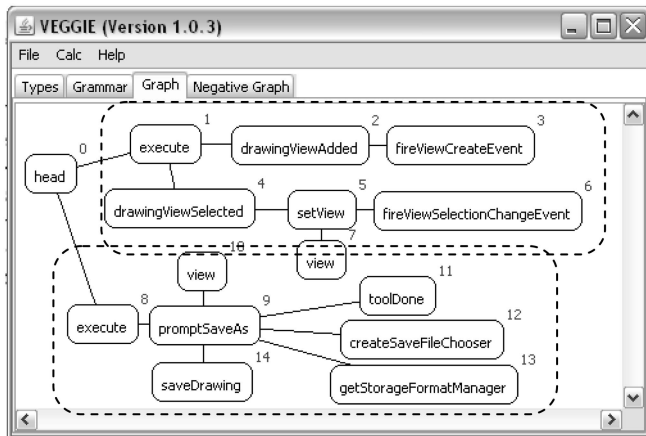 VEGGIE (Version 1.0.3)
File Calc Help
Types Grammar Graph Negative Graph
0
head
1
execute
2
drawingViewAdded
3
fireViewCreateEvent
4
drawingViewSelected
5
setView
6
fireViewSelectionChangeEvent
7
view
10
view
8
execute
9
promptSaveAs
11
toolDone
12
createSaveFileChooser
13
getStorageFormatManager
14
saveDrawing